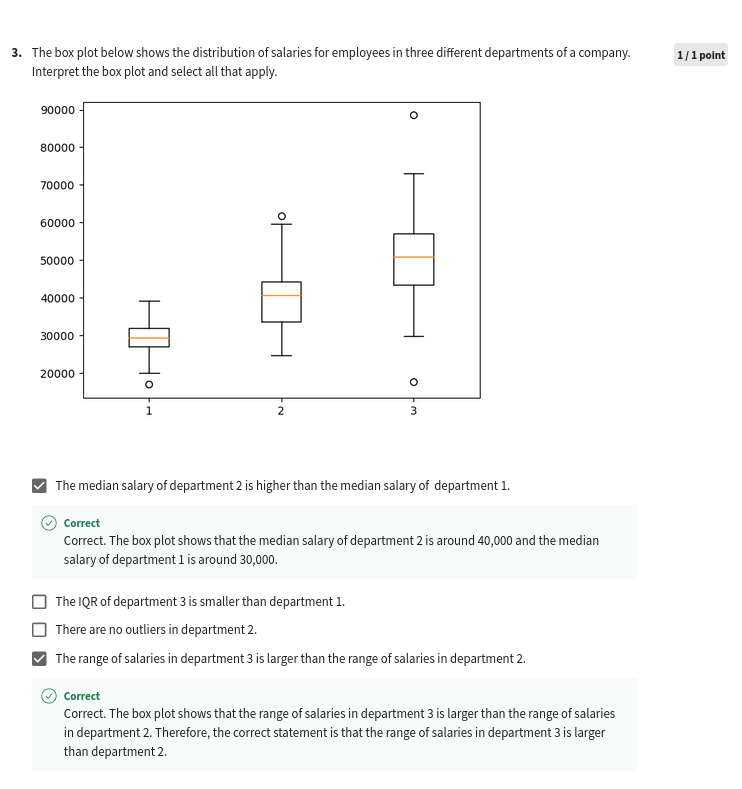 3. The box plot below shows the distribution of salaries for employees in three different departments of a company.
Interpret the box plot and select all that apply.
1 / 1 point
90000
80000
70000
60000
50000
40000
30000
20000
1 2 3
The median salary of department 2 is higher than the median salary of department 1.
Correct
Correct. The box plot shows that the median salary of department 2 is around 40,000 and the median
salary of department 1 is around 30,000.
The IQR of department 3 is smaller than department 1.
There are no outliers in department 2.
The range of salaries in department 3 is larger than the range of salaries in department 2.
Correct
Correct. The box plot shows that the range of salaries in department 3 is larger than the range of salaries
in department 2. Therefore, the correct statement is that the range of salaries in department 3 is larger
than department 2.